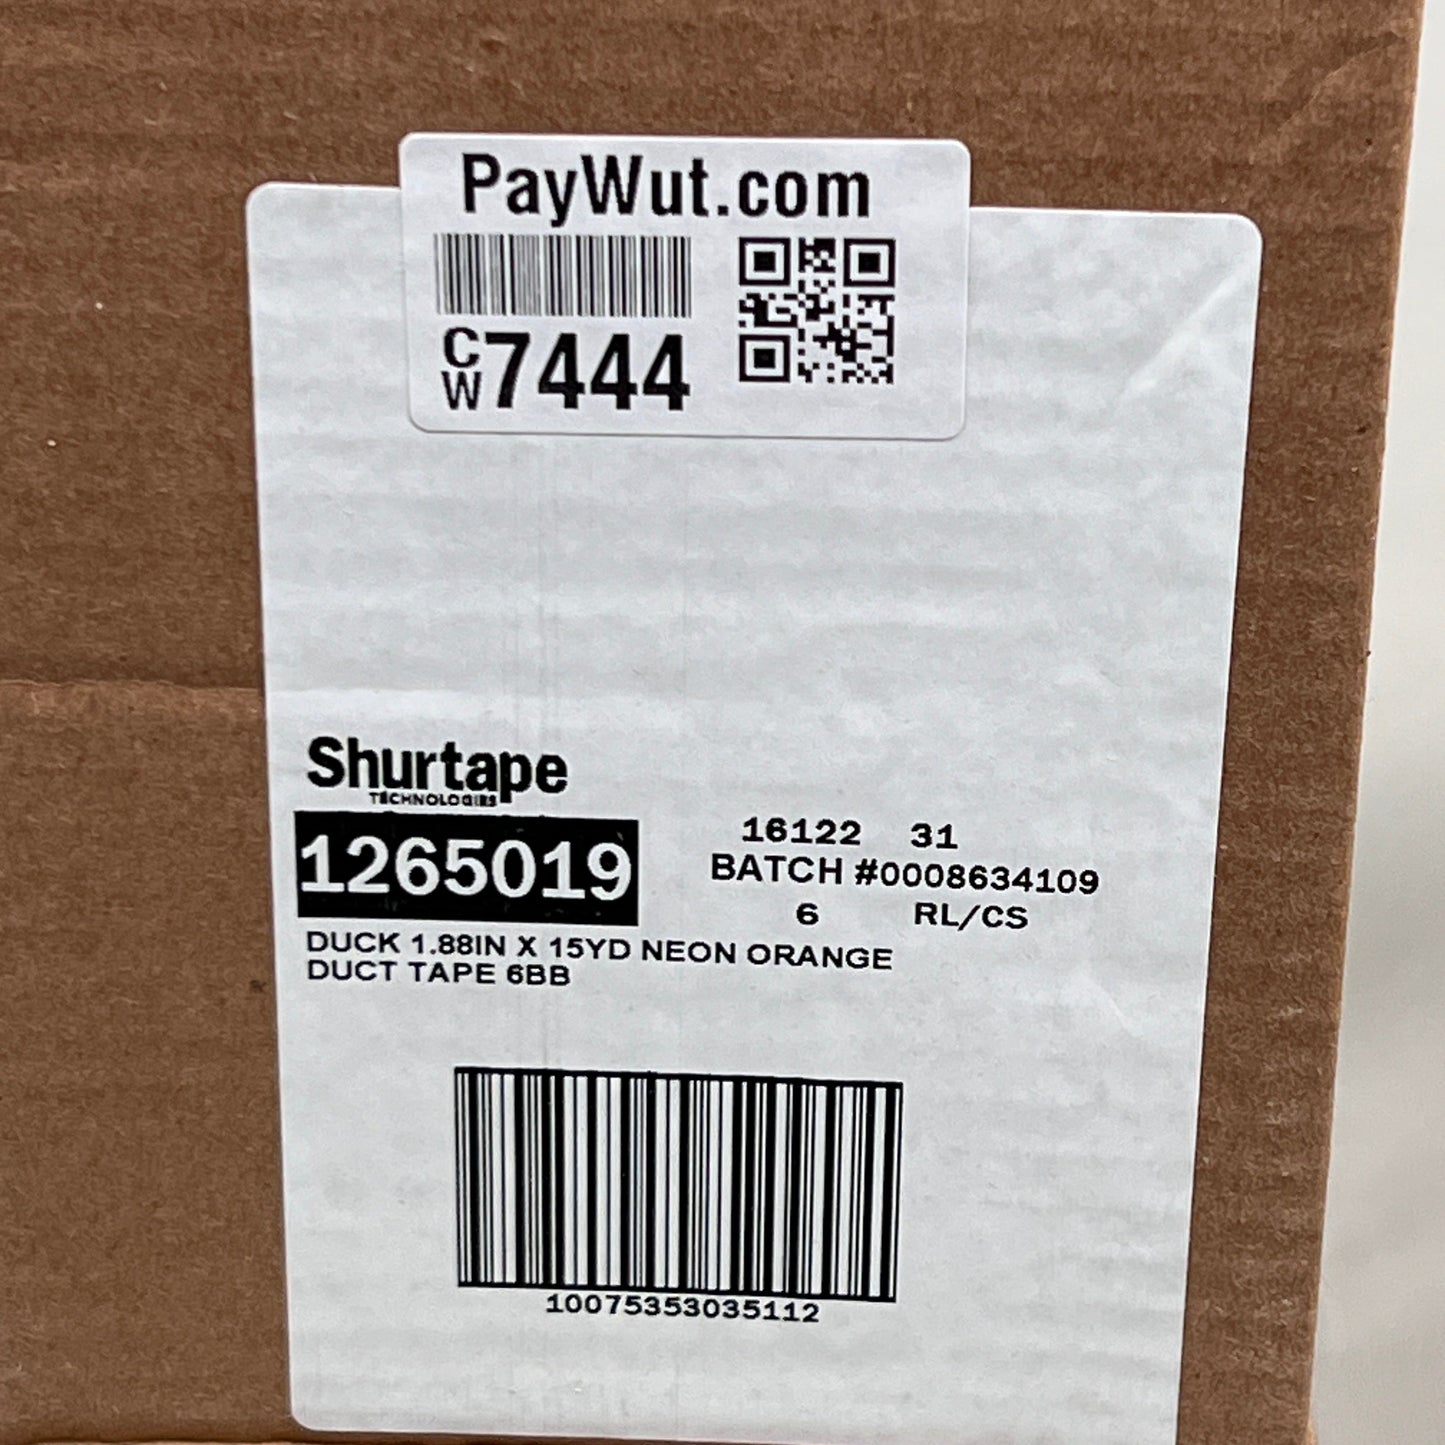 PayWut.com
CW 7444
Shurtape
TECHNOLOGIES
1265019
16122 31
BATCH #0008634109
6 RL/CS
DUCK 1.88IN X 15YD NEON ORANGE
DUCT TAPE 6BB
10075353035112